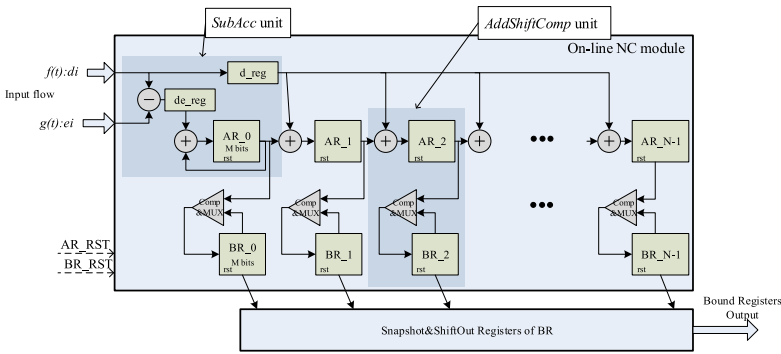 SubAcc unit
AddShiftComp unit
On-line NC module
f(t):di
d_reg
Input flow
de_reg
g(t):ei
AR_0
M bits
rst
AR_1
rst
AR_2
rst
AR_N-1
rst
Comp
&MUX
Comp
&MUX
Comp
&MUX
Comp
&MUX
AR_RST
BR_RST
BR_0
M bits
rst
BR_1
rst
BR_2
rst
BR_N-1
rst
Bound Registers
Output
Snapshot&ShiftOut Registers of BR